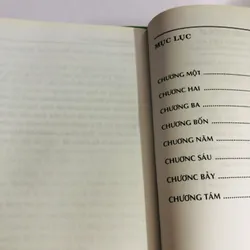 MỤC LỤC
CHƯƠNG MỘT ............
CHƯƠNG HAI ............
CHƯƠNG BA ............
CHƯƠNG BỐN ............
CHƯƠNG NĂM ............
CHƯƠNG SÁU ............
CHƯƠNG BẢY ............
CHƯƠNG TÁM ............